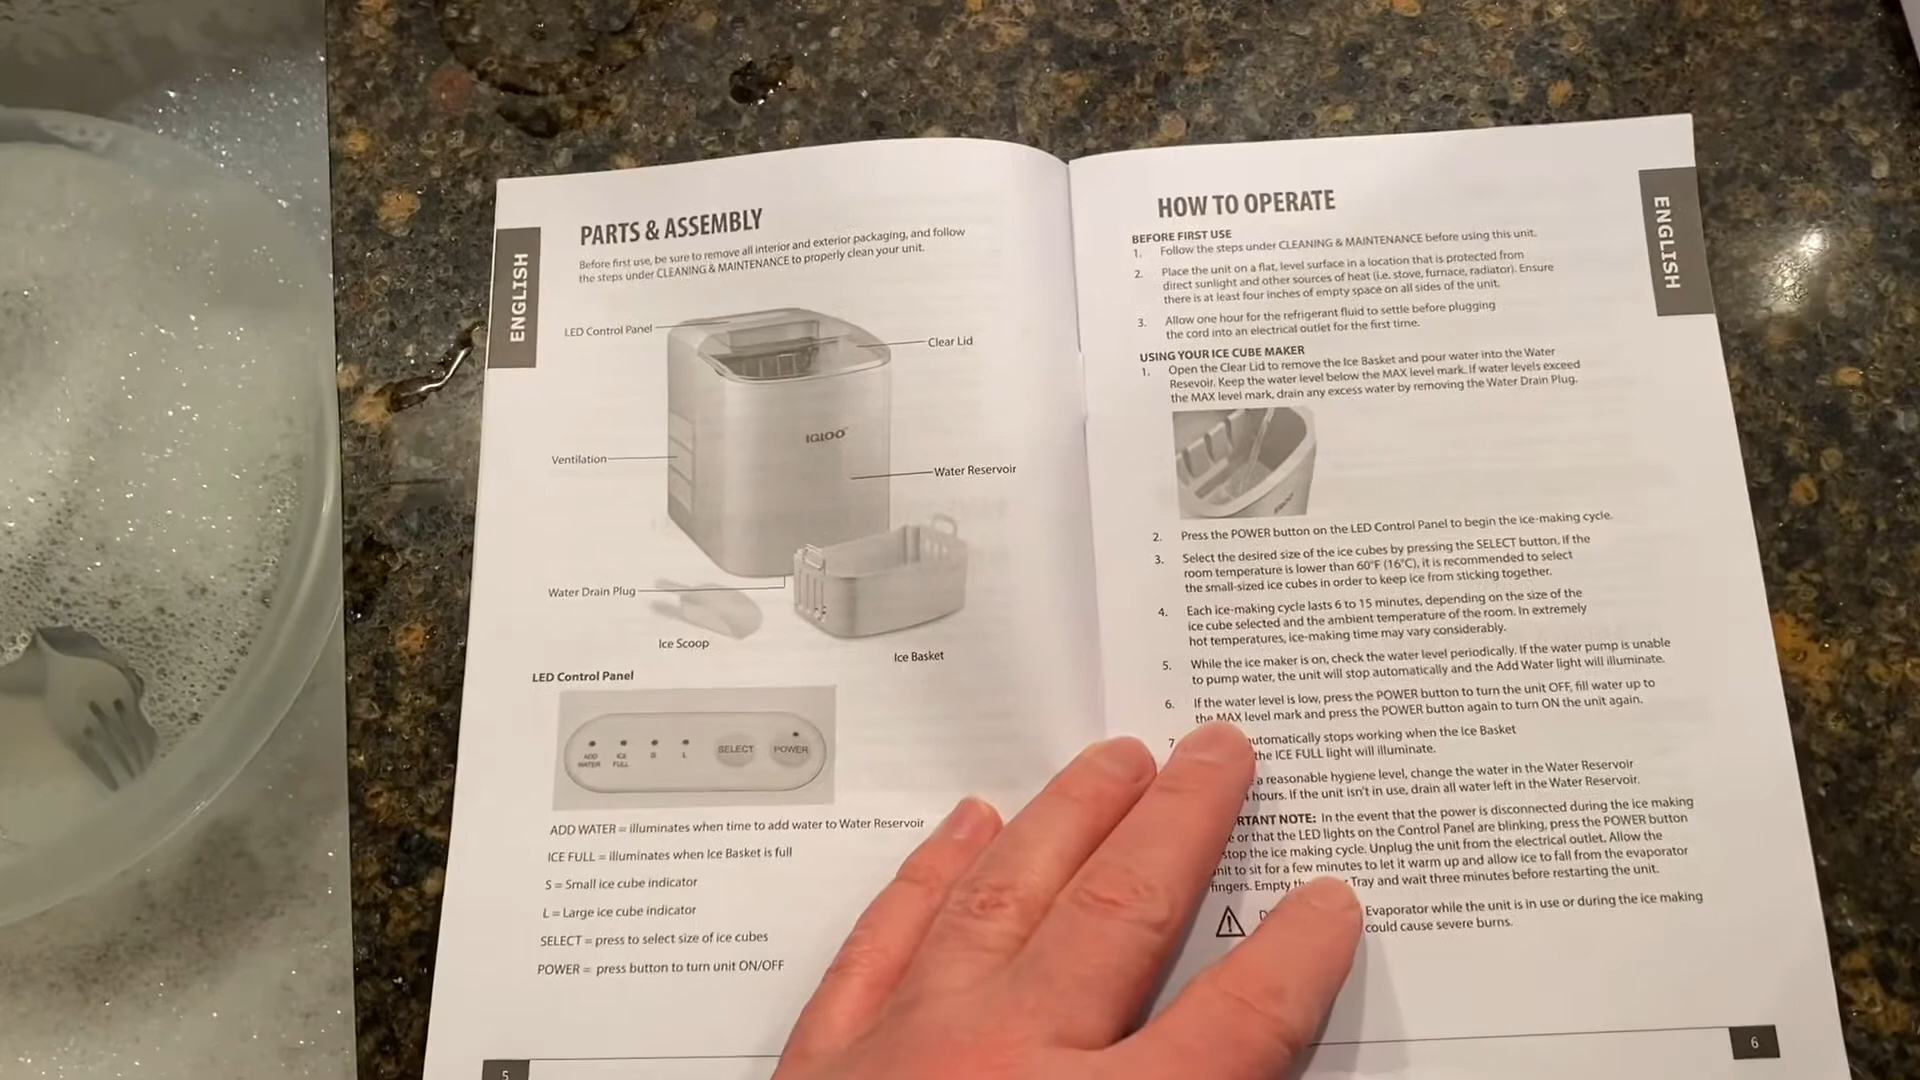 ENGLISH
PARTS & ASSEMBLY
Before first use, be sure to remove all interior and exterior packaging, and follow
the steps under CLEANING & MAINTENANCE to properly clean your unit.
LED Control Panel
Clear Lid
IGLOO
Ventilation
Water Reservoir
Water Drain Plug
Ice Scoop
Ice Basket
LED Control Panel
ADD
WATER
ICE
FULL
S
L
SELECT
POWER
ADD WATER = illuminates when time to add water to Water Reservoir
ICE FULL = illuminates when Ice Basket is full
S = Small ice cube indicator
L = Large ice cube indicator
SELECT = press to select size of ice cubes
POWER = press button to turn unit ON/OFF
5
ENGLISH
HOW TO OPERATE
BEFORE FIRST USE
1. Follow the steps under CLEANING & MAINTENANCE before using this unit.
2. Place the unit on a flat, level surface in a location that is protected from
direct sunlight and other sources of heat (i.e. stove, furnace, radiator). Ensure
there is at least four inches of empty space on all sides of the unit.
3. Allow one hour for the refrigerant fluid to settle before plugging
the cord into an electrical outlet for the first time.
USING YOUR ICE CUBE MAKER
1. Open the Clear Lid to remove the Ice Basket and pour water into the Water
Resevoir. Keep the water level below the MAX level mark. If water levels exceed
the MAX level mark, drain any excess water by removing the Water Drain Plug.
2. Press the POWER button on the LED Control Panel to begin the ice-making cycle.
3. Select the desired size of the ice cubes by pressing the SELECT button. If the
room temperature is lower than 60°F (16°C), it is recommended to select
the small-sized ice cubes in order to keep ice from sticking together.
4. Each ice-making cycle lasts 6 to 15 minutes, depending on the size of the
ice cube selected and the ambient temperature of the room. In extremely
hot temperatures, ice-making time may vary considerably.
5. While the ice maker is on, check the water level periodically. If the water pump is unable
to pump water, the unit will stop automatically and the Add Water light will illuminate.
6. If the water level is low, press the POWER button to turn the unit OFF, fill water up to
the MAX level mark and press the POWER button again to turn ON the unit again.
7 automatically stops working when the Ice Basket
the ICE FULL light will illuminate.
a reasonable hygiene level, change the water in the Water Reservoir
hours. If the unit isn't in use, drain all water left in the Water Reservoir.
NOTE: In the event that the power is disconnected during the ice making
or that the LED lights on the Control Panel are blinking, press the POWER button
stop the ice making cycle. Unplug the unit from the electrical outlet. Allow the
unit to sit for a few minutes to let it warm up and allow ice to fall from the evaporator
fingers. Empty Tray and wait three minutes before restarting the unit.
Evaporator while the unit is in use or during the ice making
could cause severe burns.
6